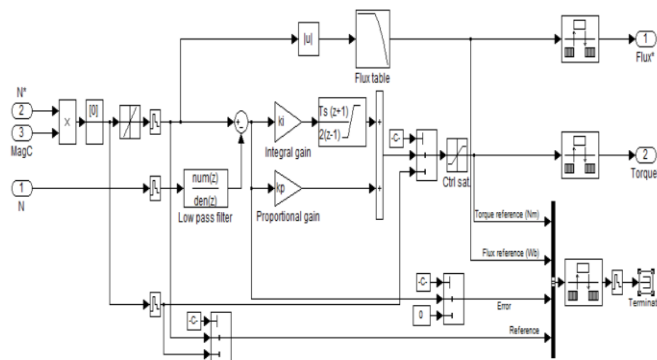 |u|
Flux table
1
Flux*
N*
2
3
MagC
×
[0]
ki
Integral gain
Ts (z+1)
2(z-1)
+
-C-
Ctrl sat.
2
Torque
1
N
num(z)
den(z)
Low pass filter
kp
Proportional gain
+
Torque reference (Nm)
Flux reference (Wb)
-C-
0
Error
Terminat
-C-
Reference